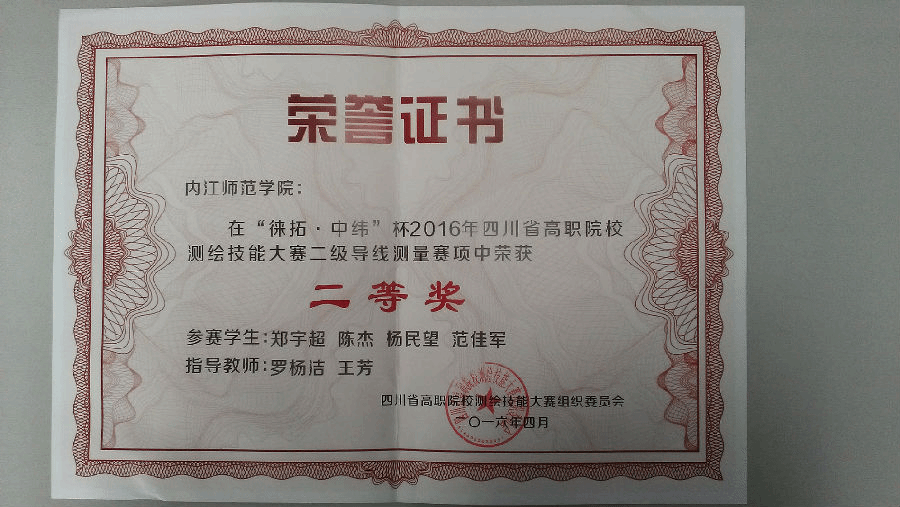 荣誉证书
内江师范学院：
在“徕拓·中纬”杯2016年四川省高职院校
测绘技能大赛二级导线测量赛项中荣获
二等奖
参赛学生：郑宇超 陈杰 杨民望 范佳军
指导教师：罗杨洁 王芳
四川省高职院校测绘技能大赛组织委员会
〇一六年四月